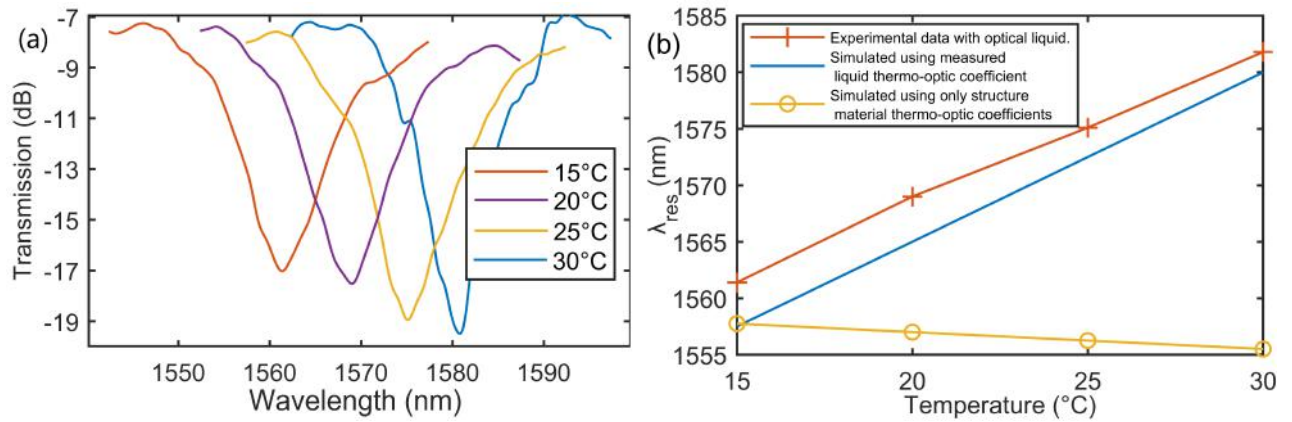 (a)
-7
-9
-11
-13
-15
-17
-19
Transmission (dB)
1550
1560
1570
1580
1590
Wavelength (nm)
15°C
20°C
25°C
30°C
(b)
1585
1580
1575
1570
1565
1560
1555
λres (nm)
15
20
25
30
Temperature (°C)
Experimental data with optical liquid.
Simulated using measured
liquid thermo-optic coefficient
Simulated using only structure
material thermo-optic coefficients